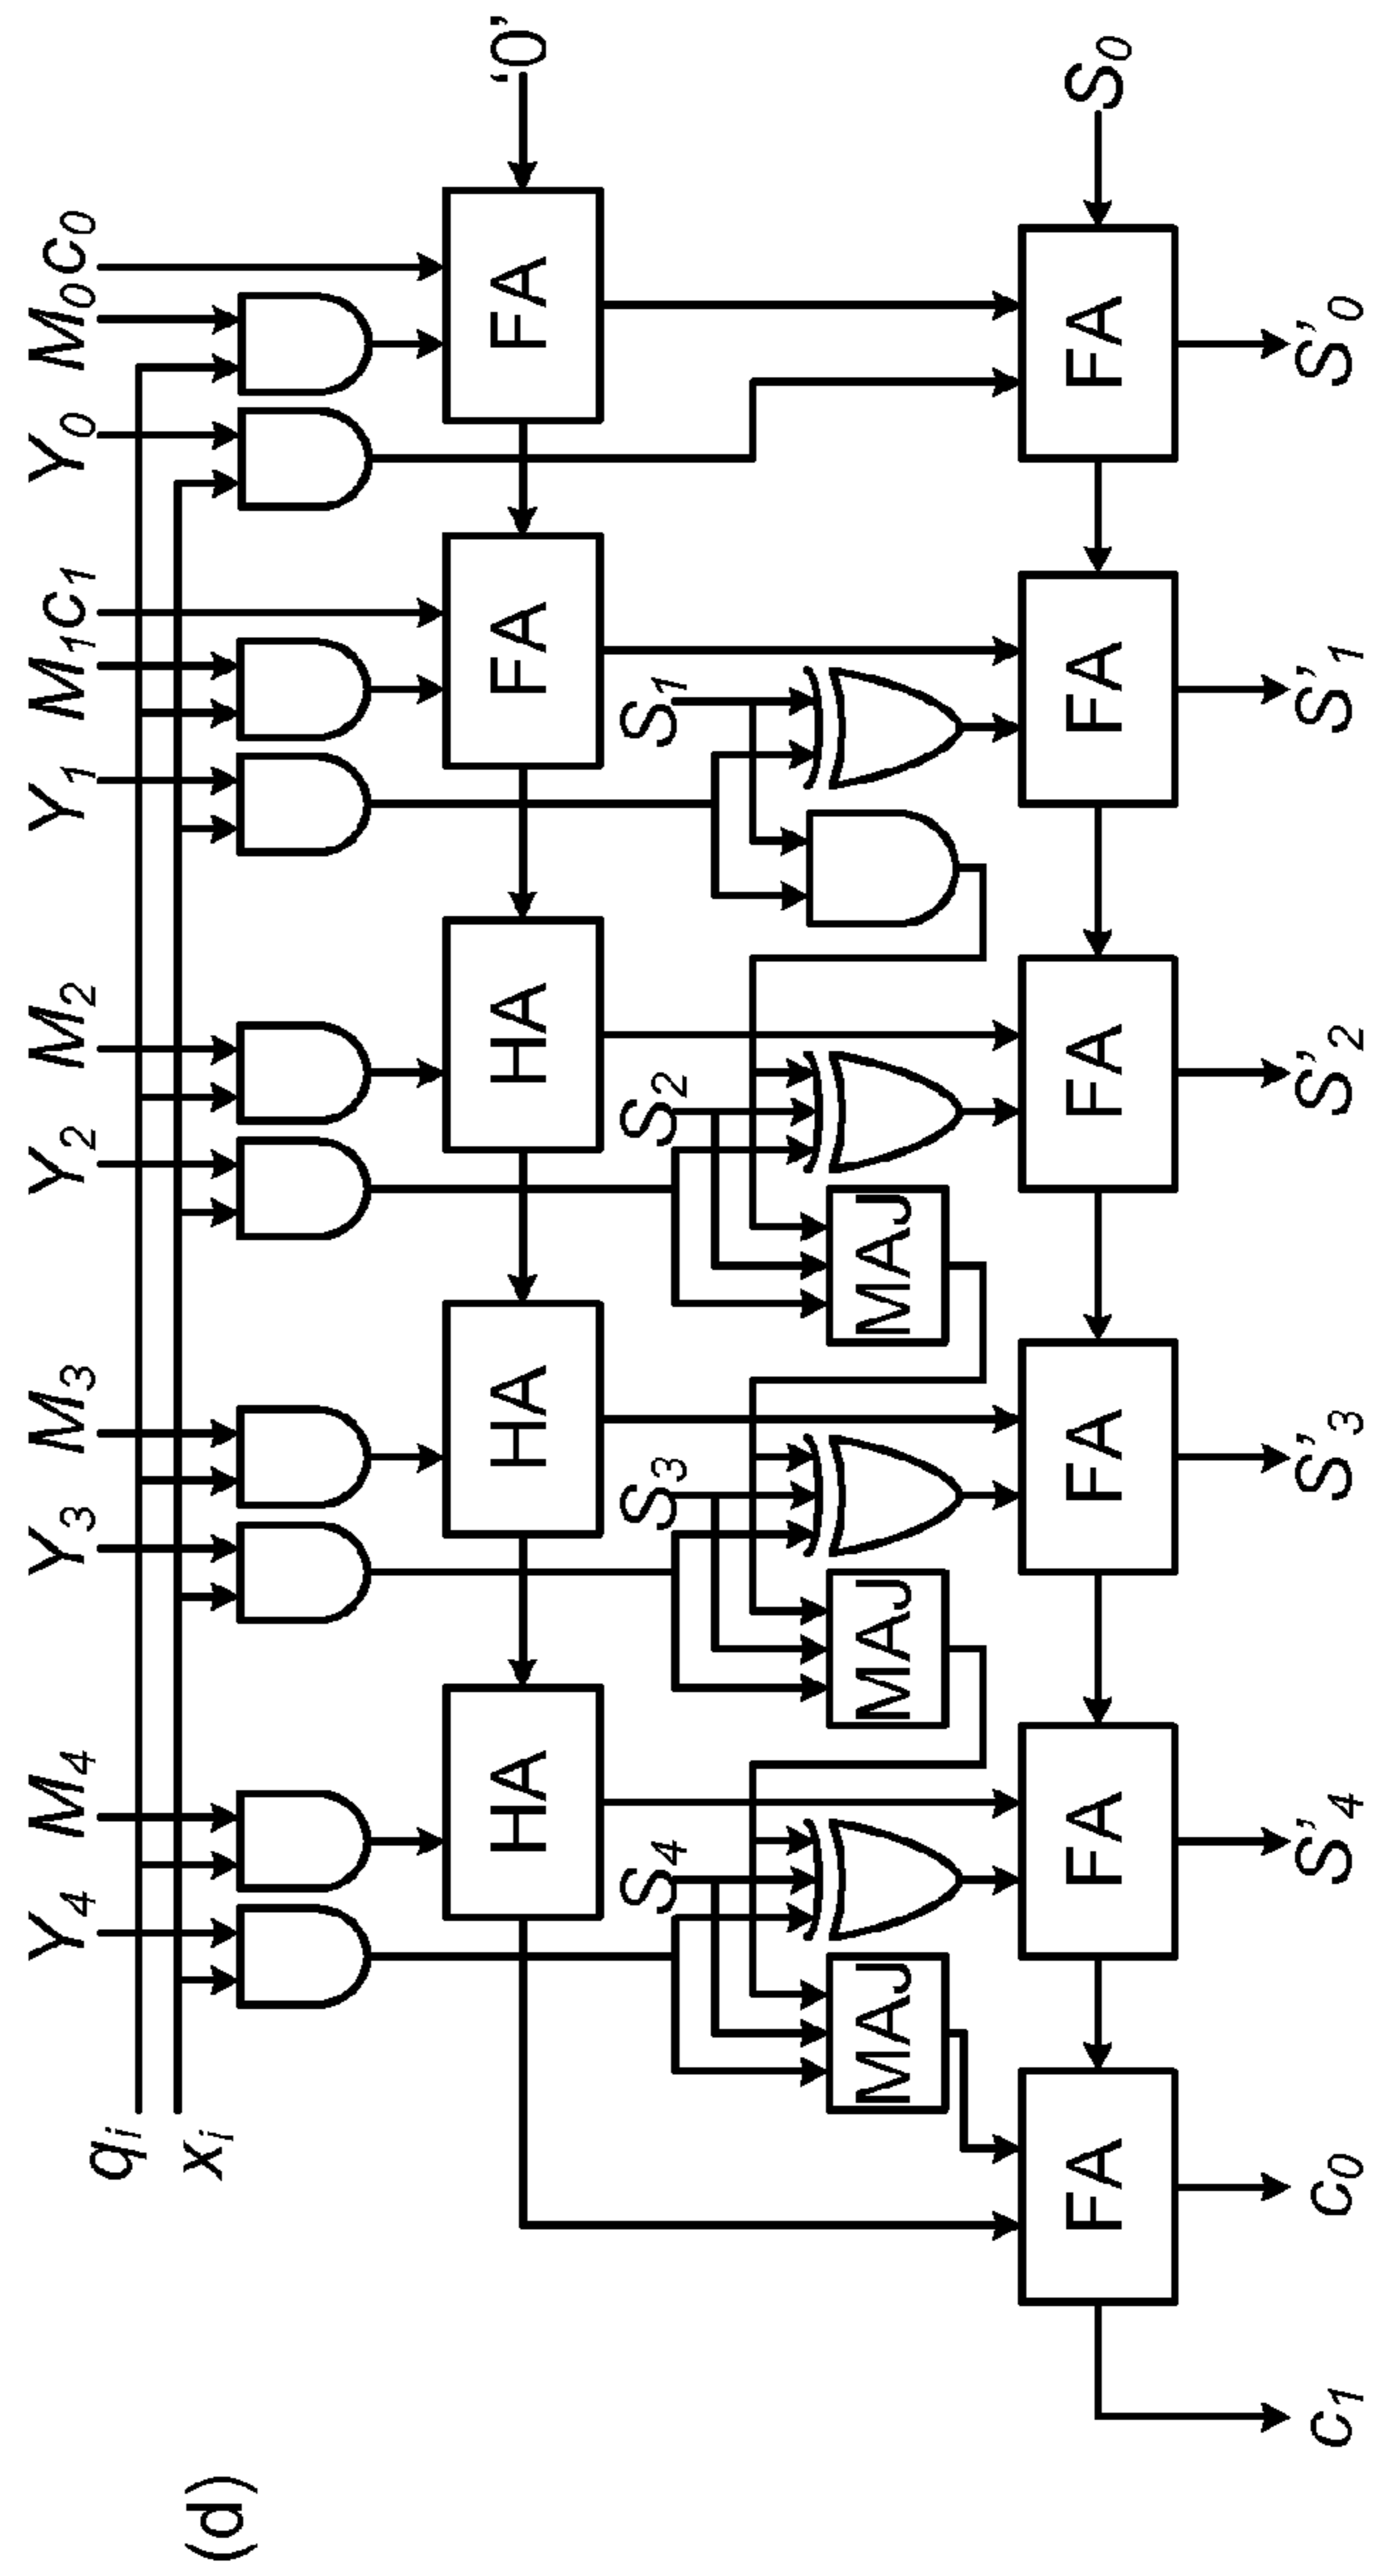 (d)
q_i
x_i
Y_4 M_4 Y_3 M_3 Y_2 M_2 Y_1 M_1 c_1 Y_0 M_0 c_0
HA HA HA FA FA '0'
S_4 S_3 S_2 S_1
MAJ MAJ MAJ
FA FA FA FA FA FA S_0
c_1 c_0 S'_4 S'_3 S'_2 S'_1 S'_0